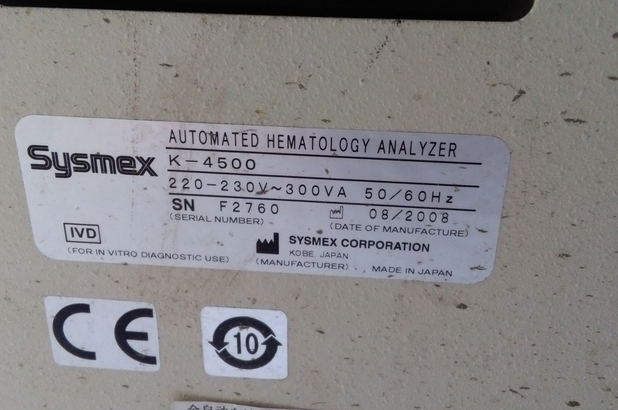 Sysmex
AUTOMATED HEMATOLOGY ANALYZER
K-4500
220-230V~300VA 50/60Hz
SN F2760 08/2008
(SERIAL NUMBER) (DATE OF MANUFACTURE)
IVD
(FOR IN VITRO DIAGNOSTIC USE)
SYSMEX CORPORATION
KOBE, JAPAN
(MANUFACTURER) MADE IN JAPAN
CE
10